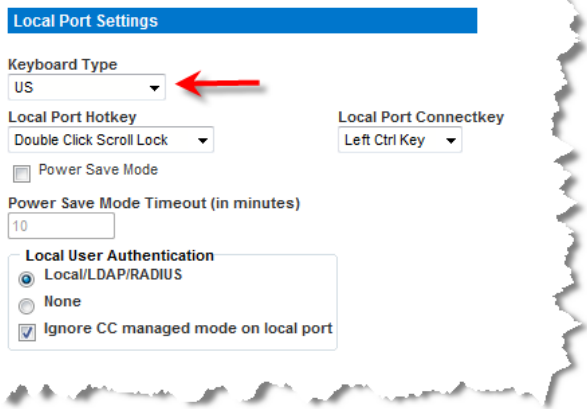 Local Port Settings
Keyboard Type
US
Local Port Hotkey
Double Click Scroll Lock
Local Port Connectkey
Left Ctrl Key
Power Save Mode
Power Save Mode Timeout (in minutes)
10
Local User Authentication
Local/LDAP/RADIUS
None
Ignore CC managed mode on local port